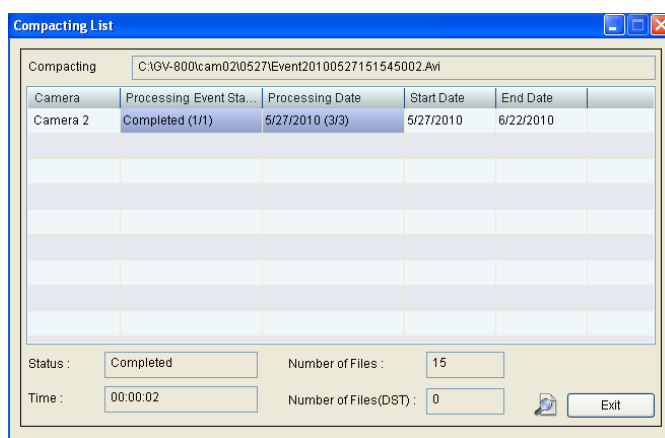 Compacting List
Compacting C:\GV-800\cam02\0527\Event20100527151545002.Avi
Camera Processing Event Sta... Processing Date Start Date End Date
Camera 2 Completed (1/1) 5/27/2010 (3/3) 5/27/2010 6/22/2010
Status : Completed Number of Files : 15
Time : 00:00:02 Number of Files(DST) : 0 Exit